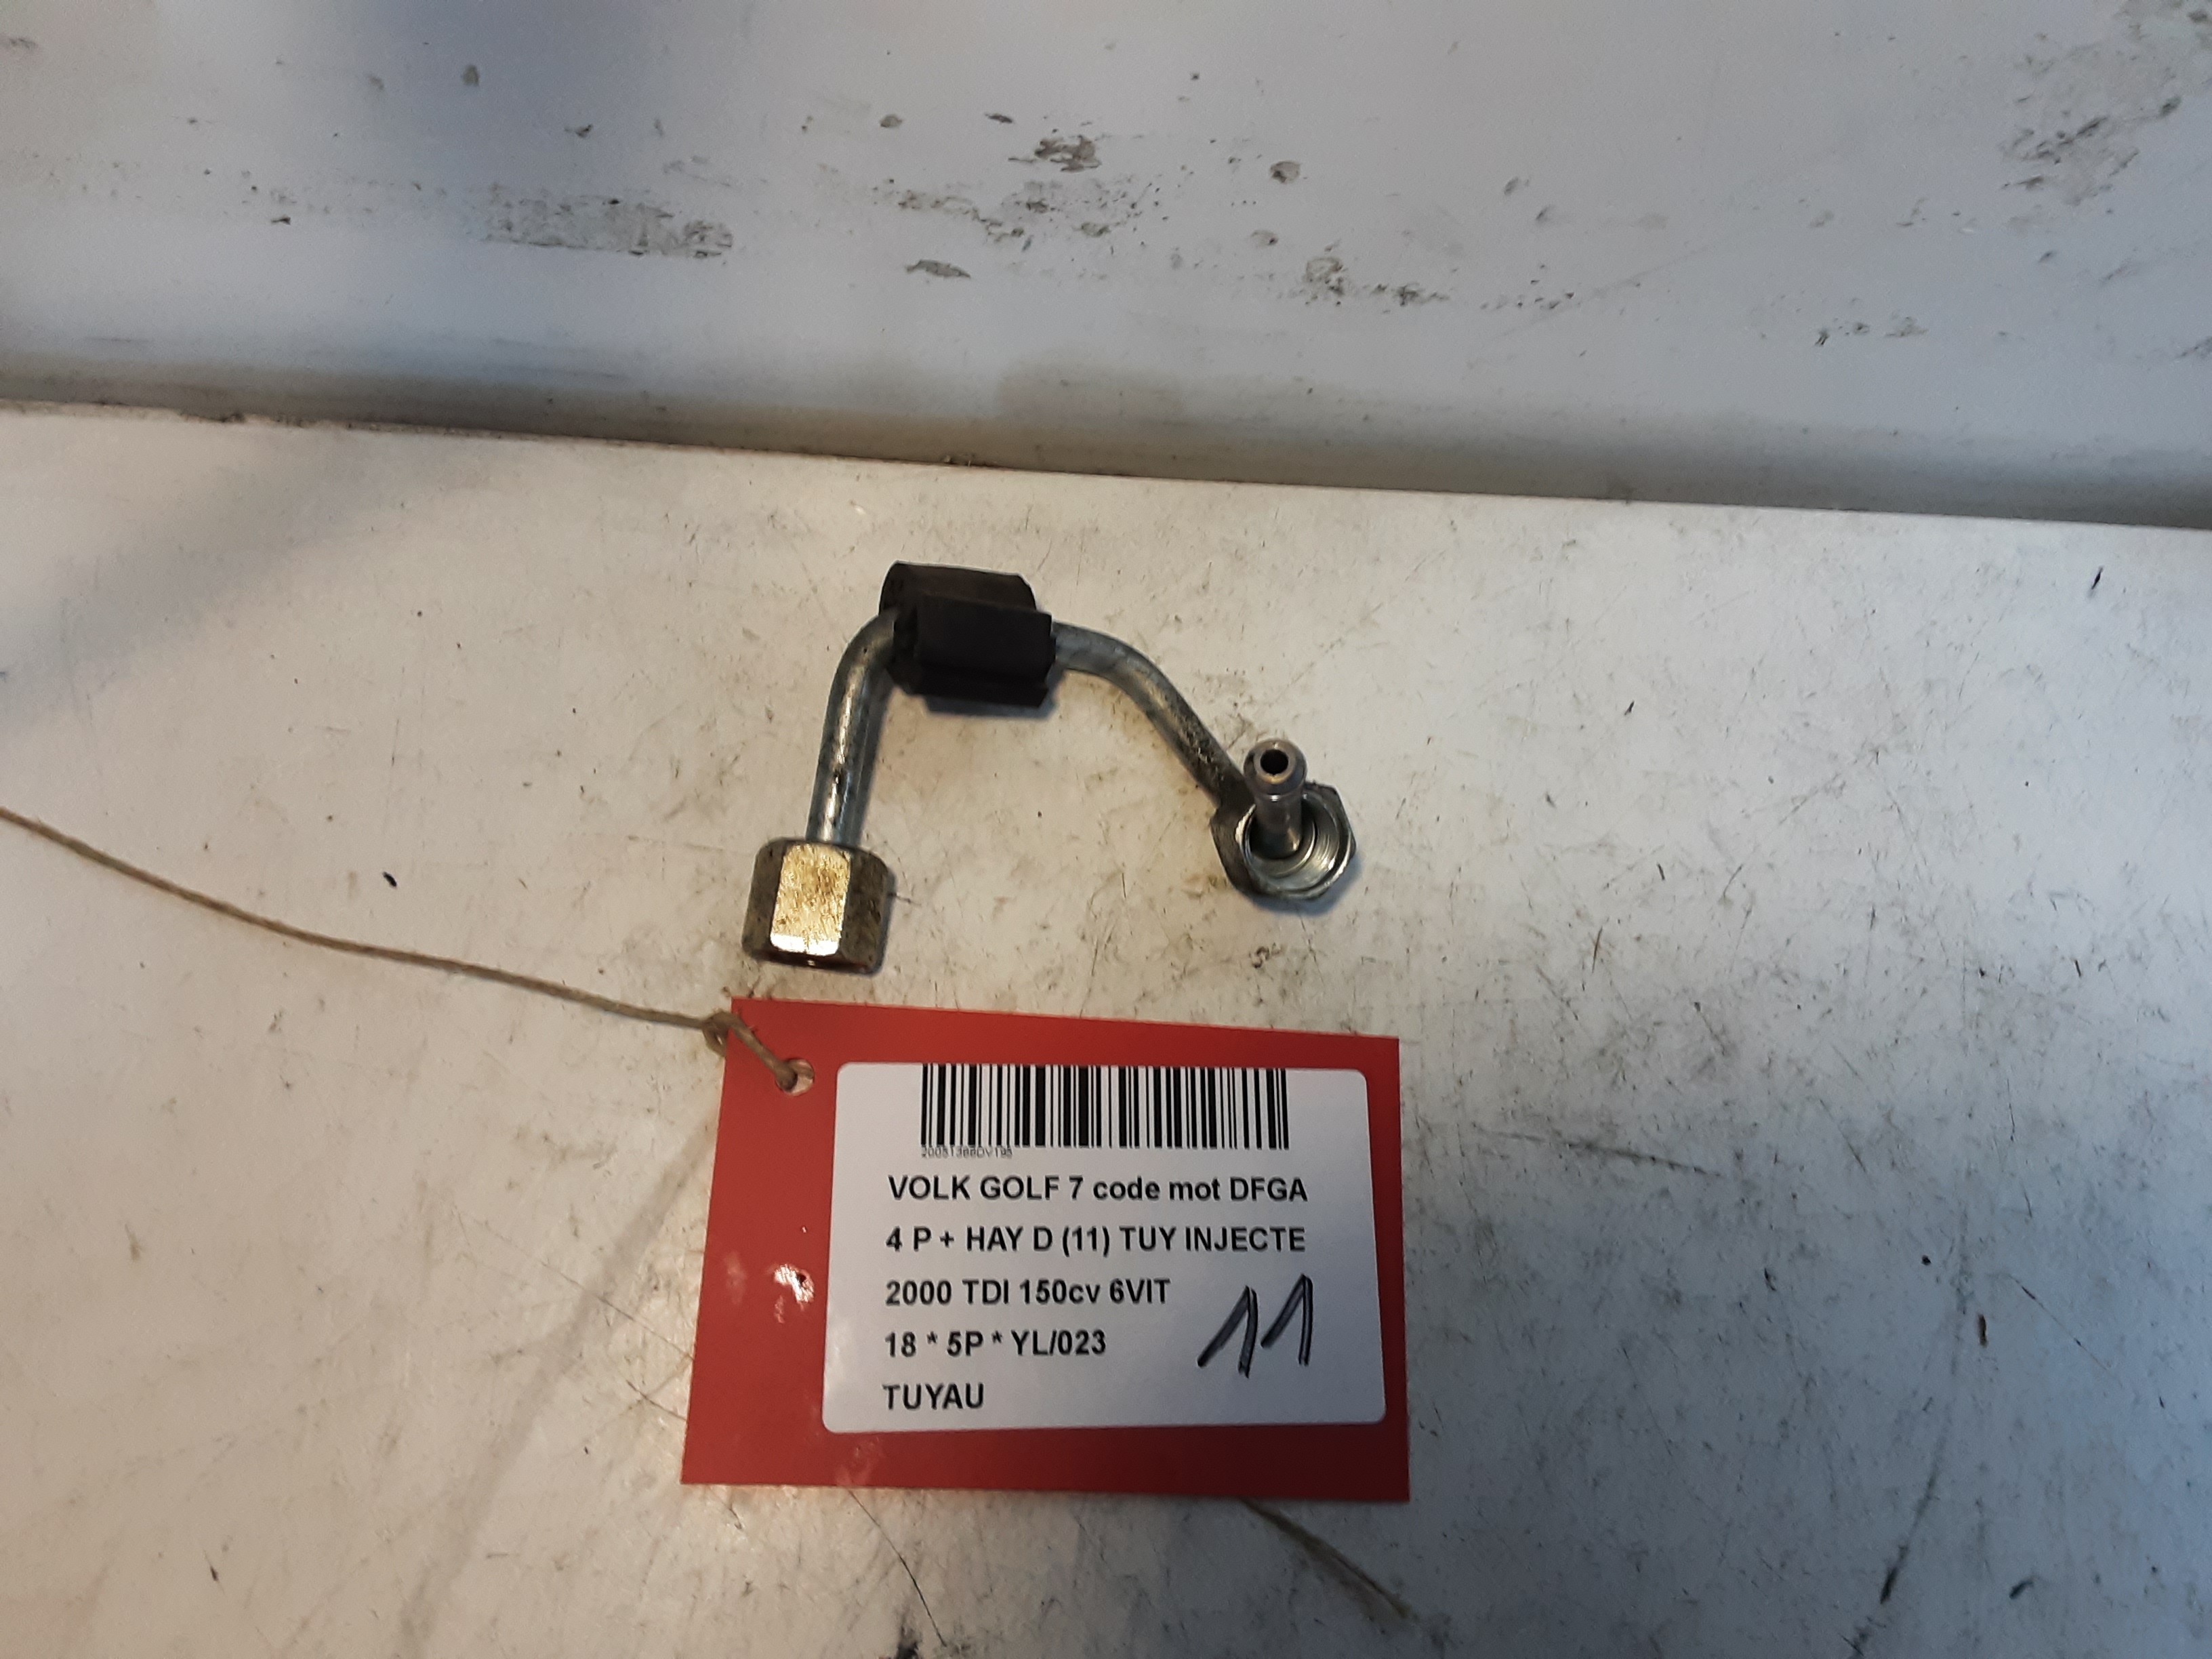 VOLK GOLF 7 code mot DFGA
4 P + HAY D (11) TUY INJECTE
2000 TDI 150cv 6VIT
18 * 5P * YL/023
11
TUYAU